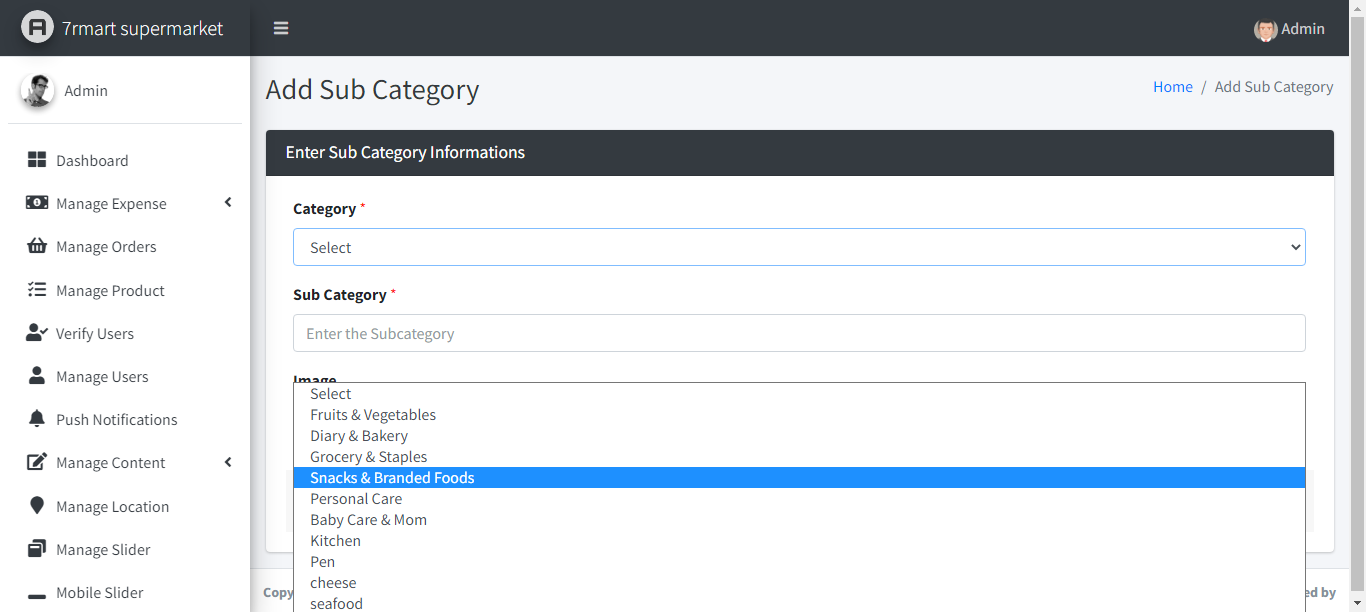 7rmart supermarket
Admin
Admin
Add Sub Category
Home / Add Sub Category
Dashboard
Manage Expense
Manage Orders
Manage Product
Verify Users
Manage Users
Push Notifications
Manage Content
Manage Location
Manage Slider
Mobile Slider
Enter Sub Category Informations
Category *
Select
Sub Category *
Enter the Subcategory
Image
Select
Fruits & Vegetables
Diary & Bakery
Grocery & Staples
Snacks & Branded Foods
Personal Care
Baby Care & Mom
Kitchen
Pen
cheese
seafood
Copy
ed by